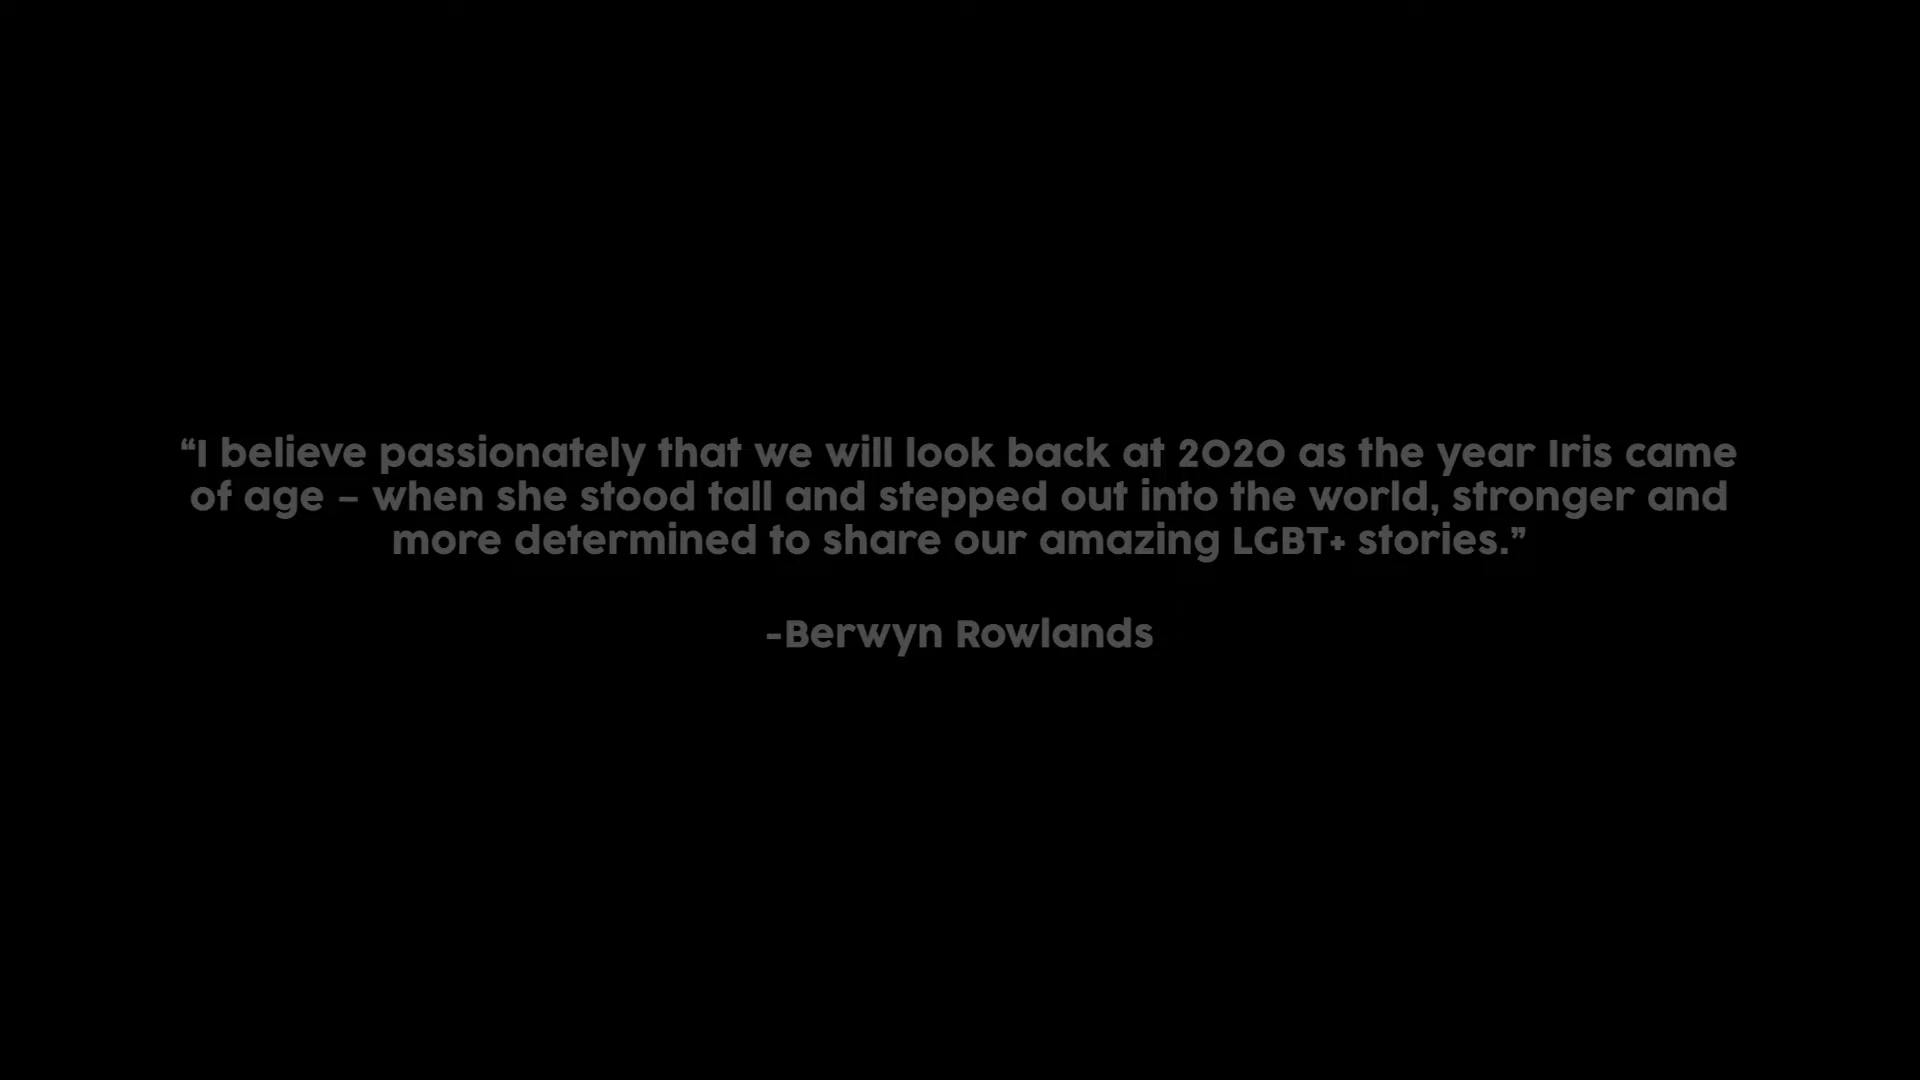 “I believe passionately that we will look back at 2020 as the year Iris came
of age – when she stood tall and stepped out into the world, stronger and
more determined to share our amazing LGBT+ stories.”
-Berwyn Rowlands